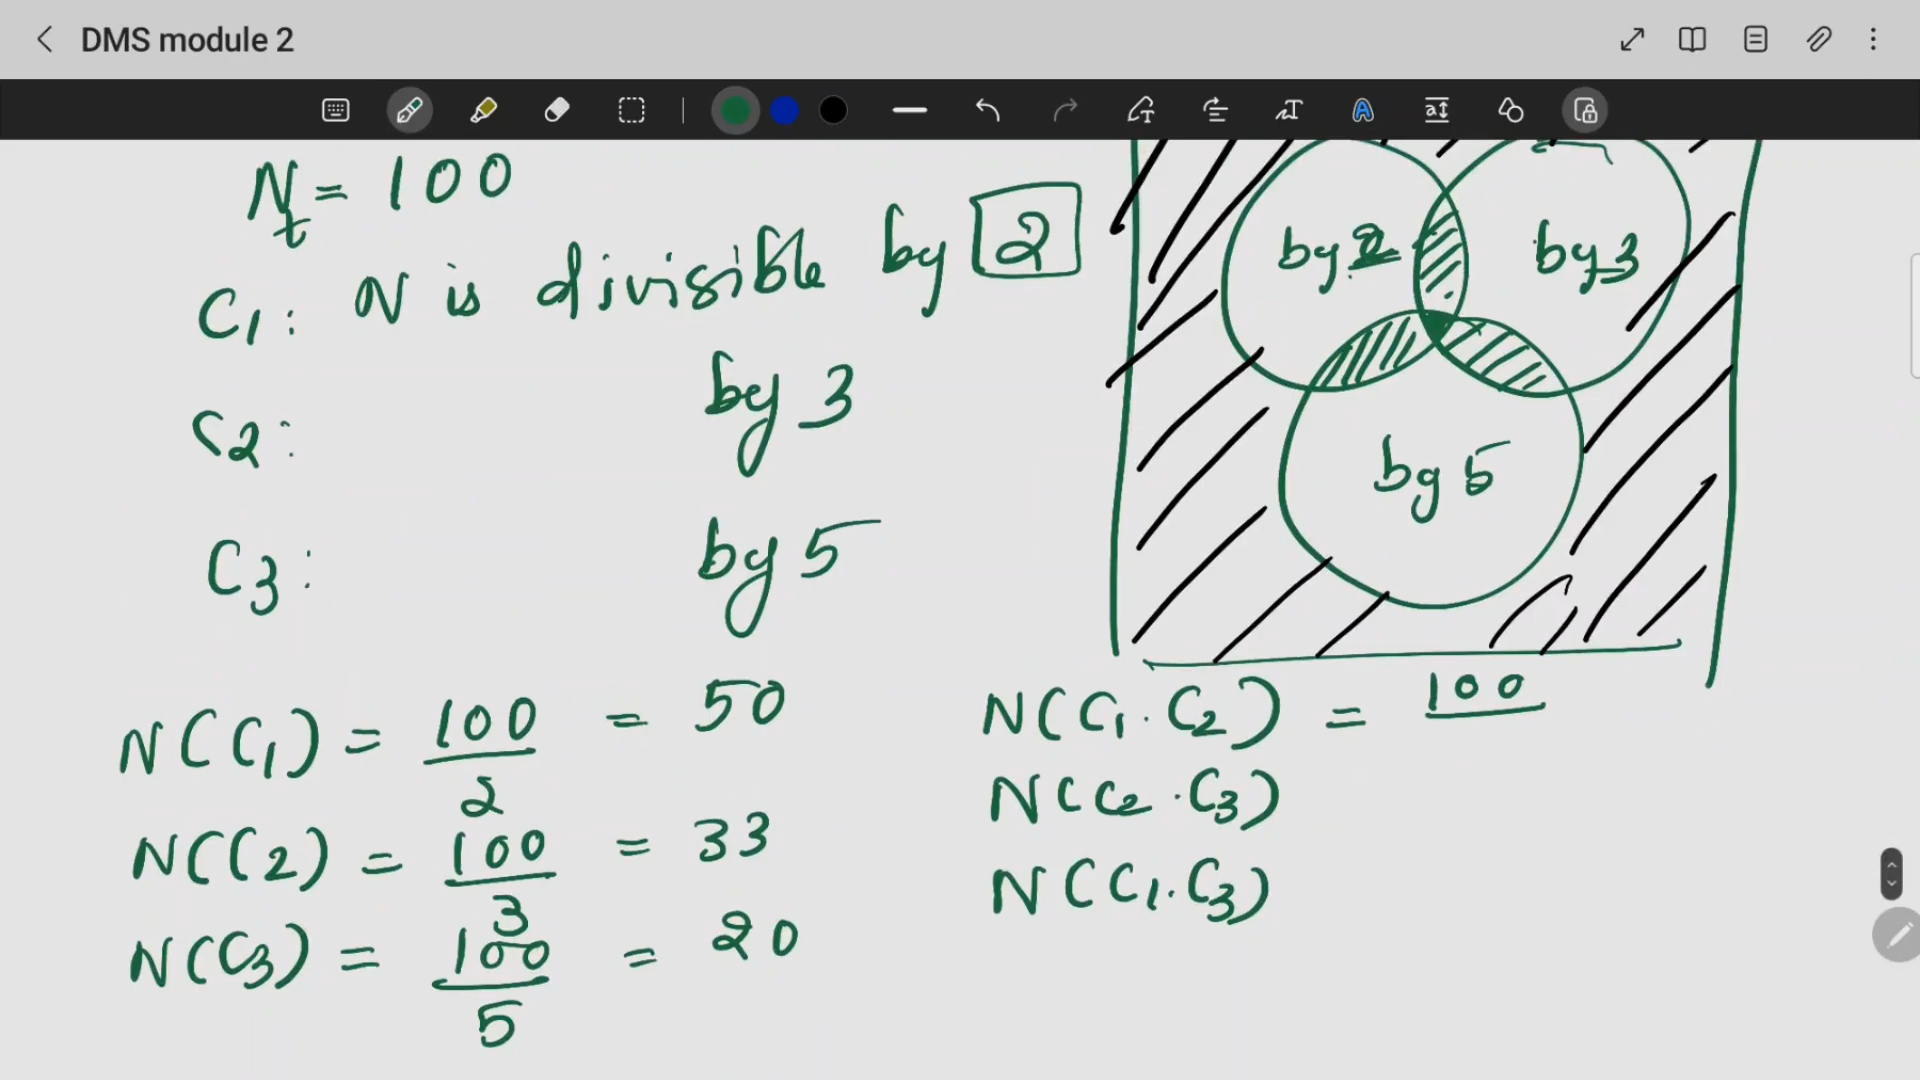 DMS module 2
Nt = 100
C1: N is divisible by 2
C2: by 3
C3: by 5
by 2
by 3
by 5
N(C1) = 100/2 = 50
N(C2) = 100/3 = 33
N(C3) = 100/5 = 20
N(C1·C2) = 100
N(C2·C3)
N(C1·C3)